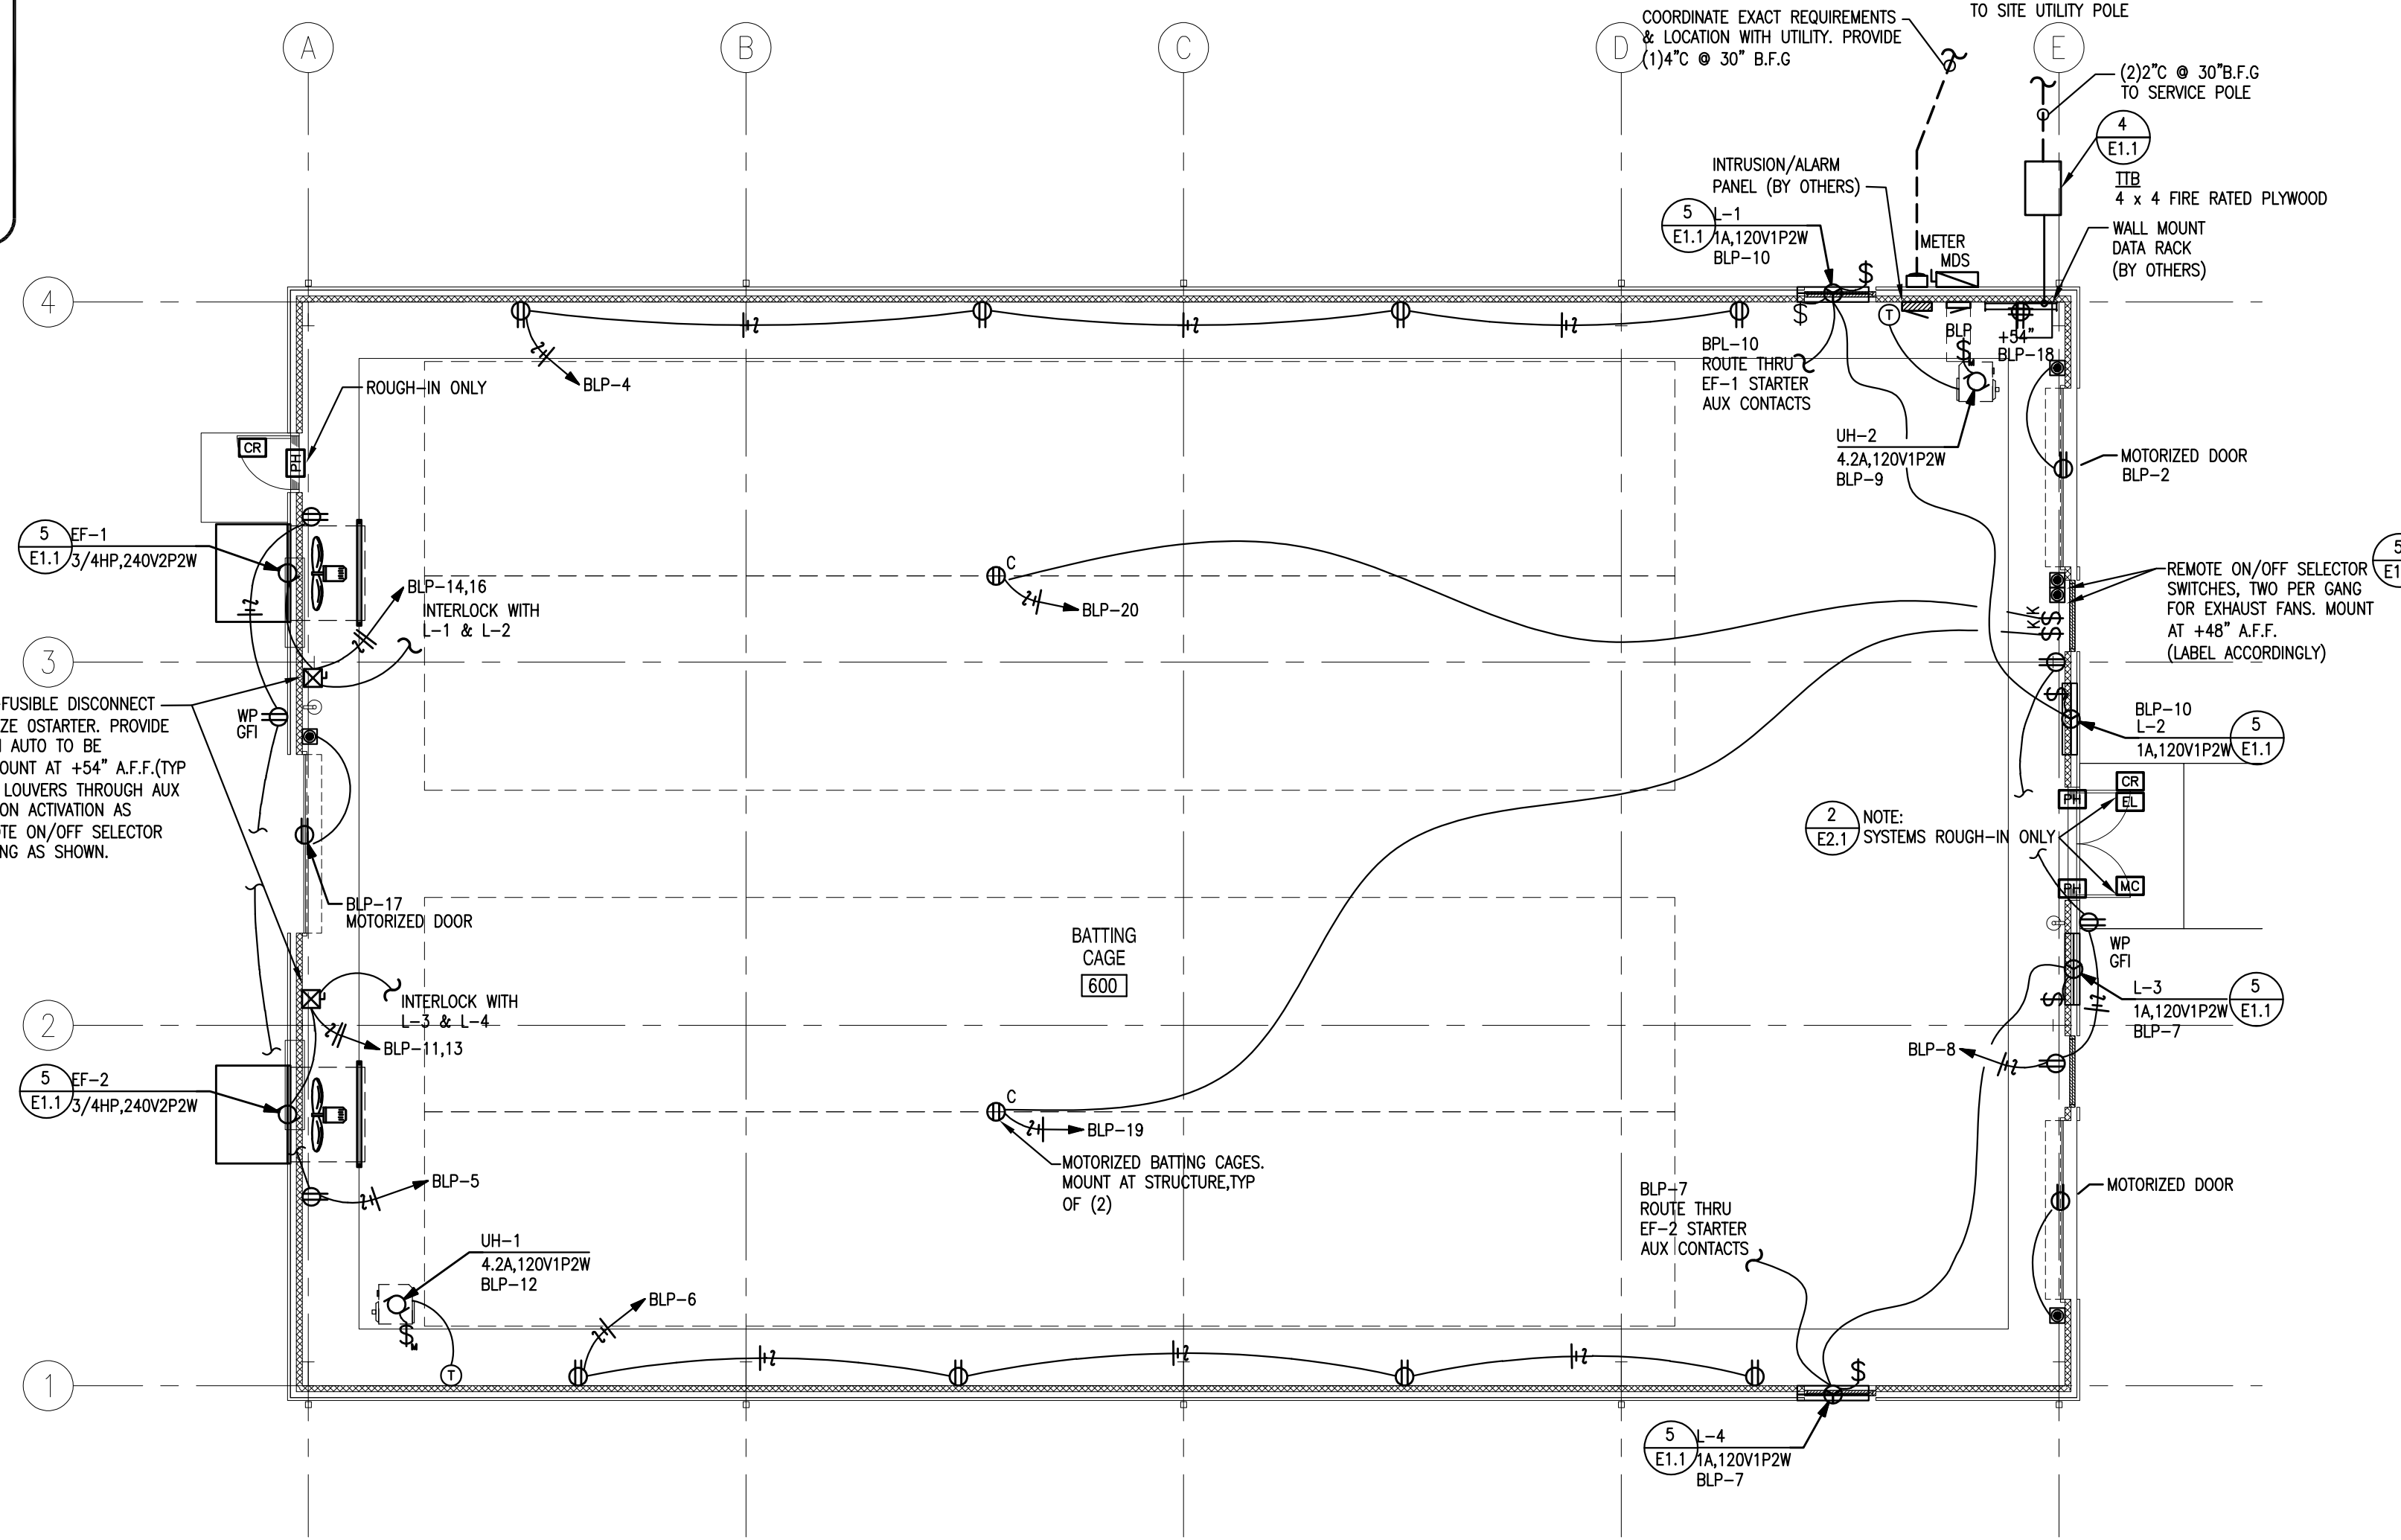 A
B
C
D
E
COORDINATE EXACT REQUIREMENTS
& LOCATION WITH UTILITY. PROVIDE
(1)4"C @ 30" B.F.G
TO SITE UTILITY POLE
(2)2"C @ 30"B.F.G
TO SERVICE POLE
4
E1.1
TTB
4 x 4 FIRE RATED PLYWOOD
WALL MOUNT
DATA RACK
(BY OTHERS)
INTRUSION/ALARM
PANEL (BY OTHERS)
5
E1.1
L-1
1A,120V1P2W
BLP-10
METER
MDS
4
$
$
T
BLP
$M
+54"
BLP-18
BLP-4
BPL-10
ROUTE THRU
EF-1 STARTER
AUX CONTACTS
ROUGH-IN ONLY
CR
PH
UH-2
4.2A,120V1P2W
BLP-9
MOTORIZED DOOR
BLP-2
5
E1.1
EF-1
3/4HP,240V2P2W
BLP-14,16
INTERLOCK WITH
L-1 & L-2
C
BLP-20
K
$
K
$
REMOTE ON/OFF SELECTOR
SWITCHES, TWO PER GANG
FOR EXHAUST FANS. MOUNT
AT +48" A.F.F.
(LABEL ACCORDINGLY)
5
E1
3
FUSIBLE DISCONNECT
ZE 0STARTER. PROVIDE
AUTO TO BE
OUNT AT +54" A.F.F.(TYP
LOUVERS THROUGH AUX
ON ACTIVATION AS
TE ON/OFF SELECTOR
NG AS SHOWN.
WP
GFI
$
BLP-10
L-2
1A,120V1P2W
5
E1.1
CR
EL
PH
2
E2.1
NOTE:
SYSTEMS ROUGH-IN ONLY
PH
MC
BLP-17
MOTORIZED DOOR
BATTING
CAGE
600
WP
GFI
$
L-3
1A,120V1P2W
BLP-7
5
E1.1
INTERLOCK WITH
L-3 & L-4
2
BLP-11,13
BLP-8
5
E1.1
EF-2
3/4HP,240V2P2W
C
BLP-19
MOTORIZED BATTING CAGES.
MOUNT AT STRUCTURE,TYP
OF (2)
BLP-5
MOTORIZED DOOR
BLP-7
ROUTE THRU
EF-2 STARTER
AUX CONTACTS
UH-1
4.2A,120V1P2W
BLP-12
$M
BLP-6
T
1
$
5
E1.1
L-4
1A,120V1P2W
BLP-7